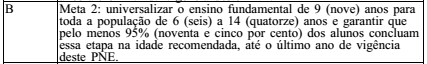 B Meta 2: universalizar o ensino fundamental de 9 (nove) anos para
toda a população de 6 (seis) a 14 (quatorze) anos e garantir que
pelo menos 95% (noventa e cinco por cento) dos alunos concluam
essa etapa na idade recomendada, até o último ano de vigência
deste PNE.